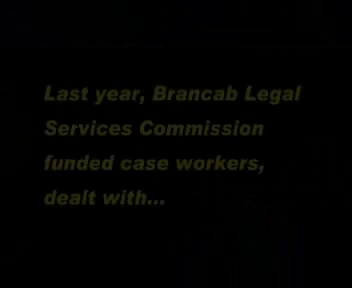 Last year, Brancab Legal
Services Commission
funded case workers,
dealt with...